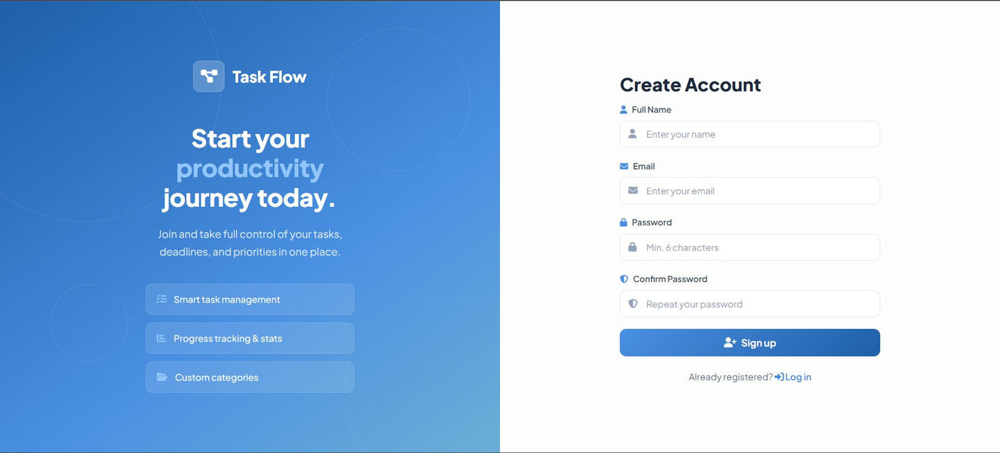 Task Flow
Start your
productivity
journey today.
Join and take full control of your tasks,
deadlines, and priorities in one place.
Smart task management
Progress tracking & stats
Custom categories
Create Account
Full Name
Enter your name
Email
Enter your email
Password
Min. 6 characters
Confirm Password
Repeat your password
Sign up
Already registered? Log in